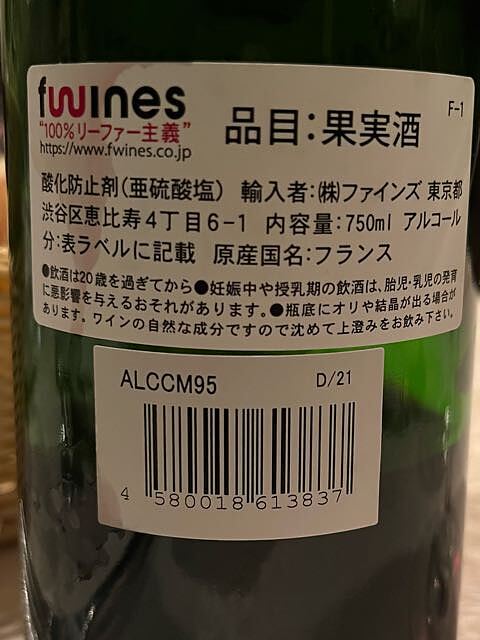 fwines
F-1
“100%リーファー主義”
品目:果実酒
https://www.fwines.co.jp
酸化防止剤(亜硫酸塩) 輸入者:㈱ファインズ 東京都
渋谷区恵比寿4丁目6-1 内容量:750ml アルコール
分:表ラベルに記載 原産国名:フランス
●飲酒は20歳を過ぎてから●妊娠中や授乳期の飲酒は、胎児・乳児の発育
に悪影響を与えるおそれがあります。●瓶底にオリや結晶が出る場合が
あります。ワインの自然な成分ですので沈めて上澄みをお飲み下さい。
ALCCM95 D/21
4 580018 613837